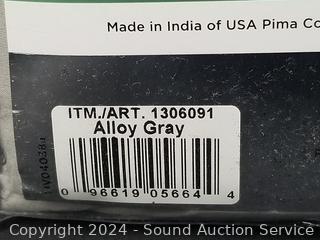 Made in India of USA Pima Co
ITM./ART. 1306091
Alloy Gray
0 96619 05664 4
Copyright 2024 - Sound Auction Service